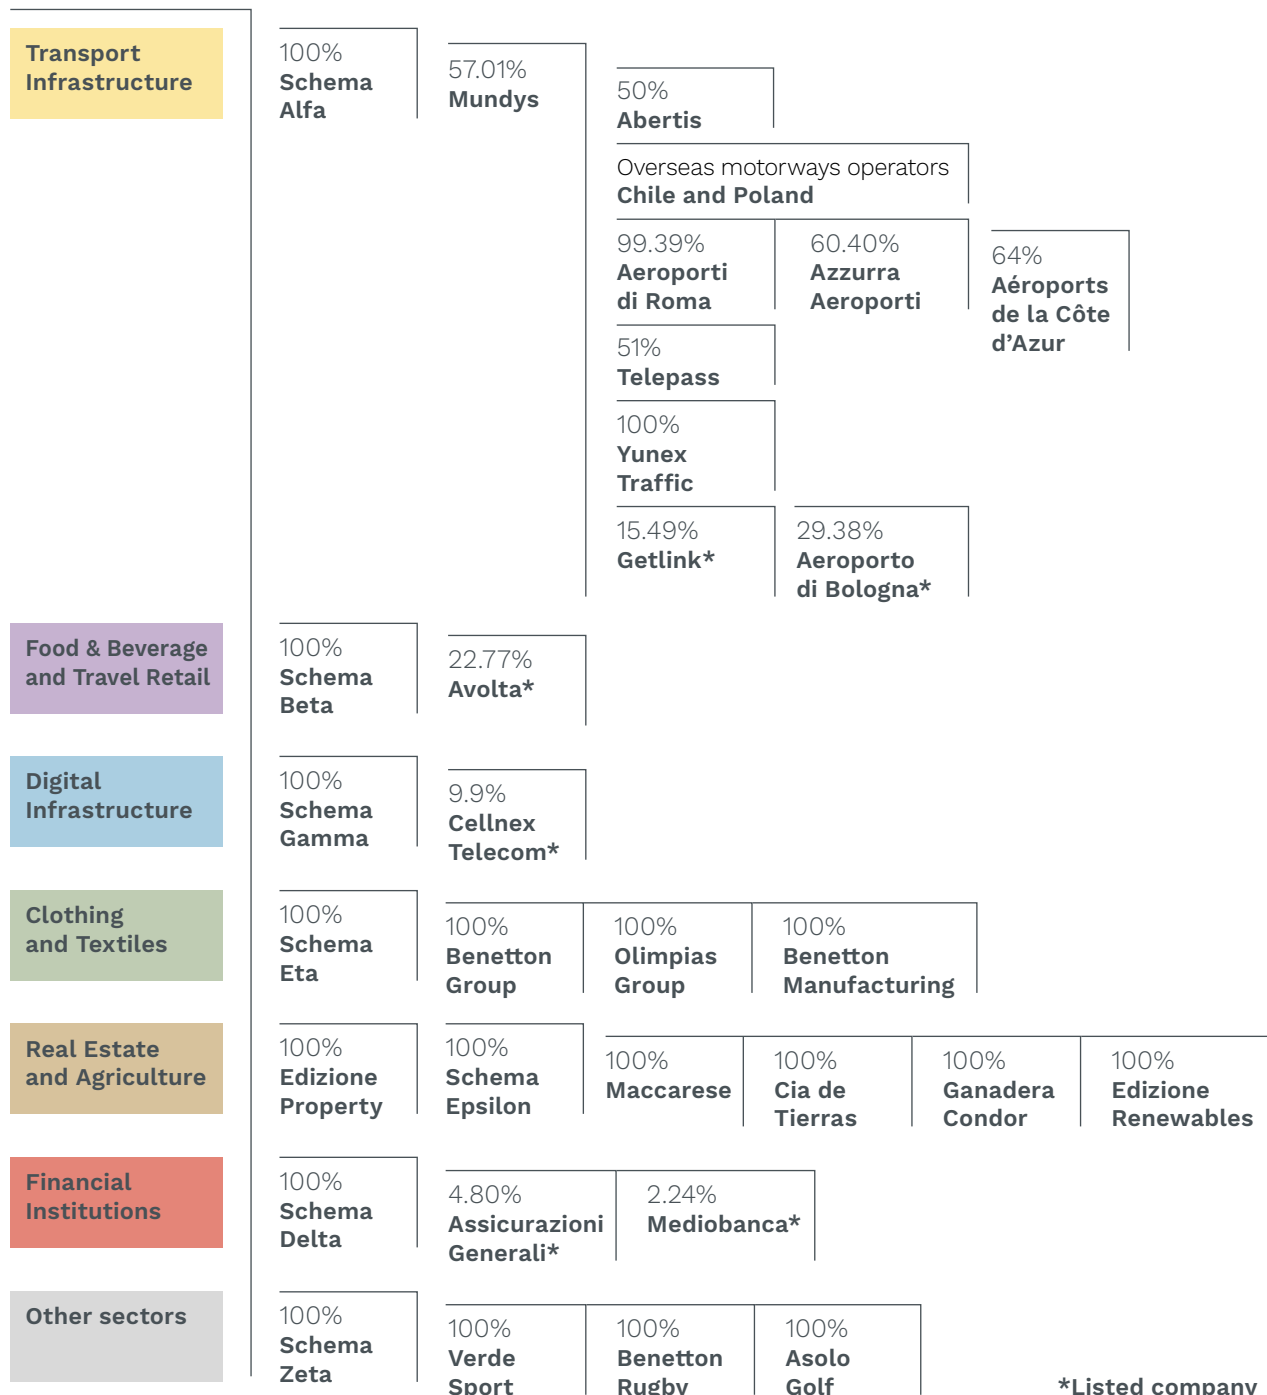 Transport
Infrastructure
100%
Schema
Alfa
57.01%
Mundys
50%
Abertis
Overseas motorways operators
Chile and Poland
99.39%
Aeroporti
di Roma
60.40%
Azzurra
Aeroporti
64%
Aéroports
de la Côte
d’Azur
51%
Telepass
100%
Yunex
Traffic
15.49%
Getlink*
29.38%
Aeroporto
di Bologna*
Food & Beverage
and Travel Retail
100%
Schema
Beta
22.77%
Avolta*
Digital
Infrastructure
100%
Schema
Gamma
9.9%
Cellnex
Telecom*
Clothing
and Textiles
100%
Schema
Eta
100%
Benetton
Group
100%
Olimpias
Group
100%
Benetton
Manufacturing
Real Estate
and Agriculture
100%
Edizione
Property
100%
Schema
Epsilon
100%
Maccarese
100%
Cia de
Tierras
100%
Ganadera
Condor
100%
Edizione
Renewables
Financial
Institutions
100%
Schema
Delta
4.80%
Assicurazioni
Generali*
2.24%
Mediobanca*
Other sectors
100%
Schema
Zeta
100%
Verde
Sport
100%
Benetton
Rugby
100%
Asolo
Golf
*Listed company